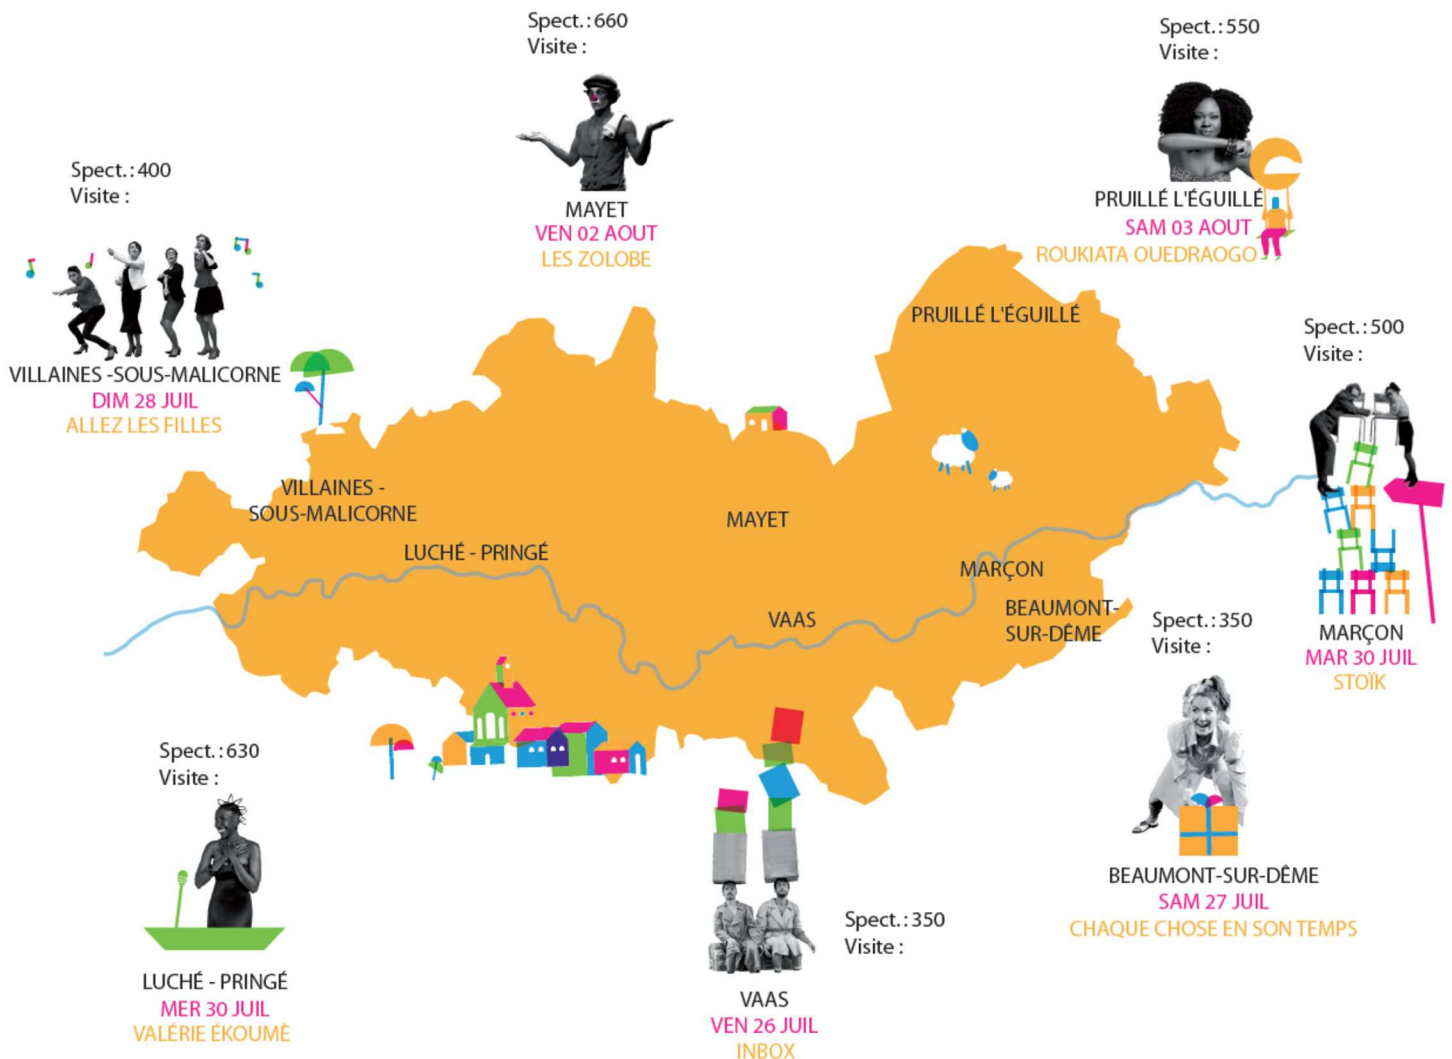 Spect.: 660
Visite :
MAYET
VEN 02 AOUT
LES ZOLOBE
Spect.: 550
Visite :
PRUILLÉ L'ÉGUILLÉ
SAM 03 AOUT
ROUKIATA OUEDRAOGO
Spect.: 400
Visite :
VILLAINES -SOUS-MALICORNE
DIM 28 JUIL
ALLEZ LES FILLES
Spect.: 500
Visite :
MARÇON
MAR 30 JUIL
STOÏK
PRUILLÉ L'ÉGUILLÉ
VILLAINES -
SOUS-MALICORNE
MAYET
LUCHÉ - PRINGÉ
MARÇON
VAAS
BEAUMONT-
SUR-DÊME
Spect.: 350
Visite :
BEAUMONT-SUR-DÊME
SAM 27 JUIL
CHAQUE CHOSE EN SON TEMPS
Spect.: 630
Visite :
LUCHÉ - PRINGÉ
MER 30 JUIL
VALÉRIE ÉKOUMÈ
Spect.: 350
Visite :
VAAS
VEN 26 JUIL
INBOX